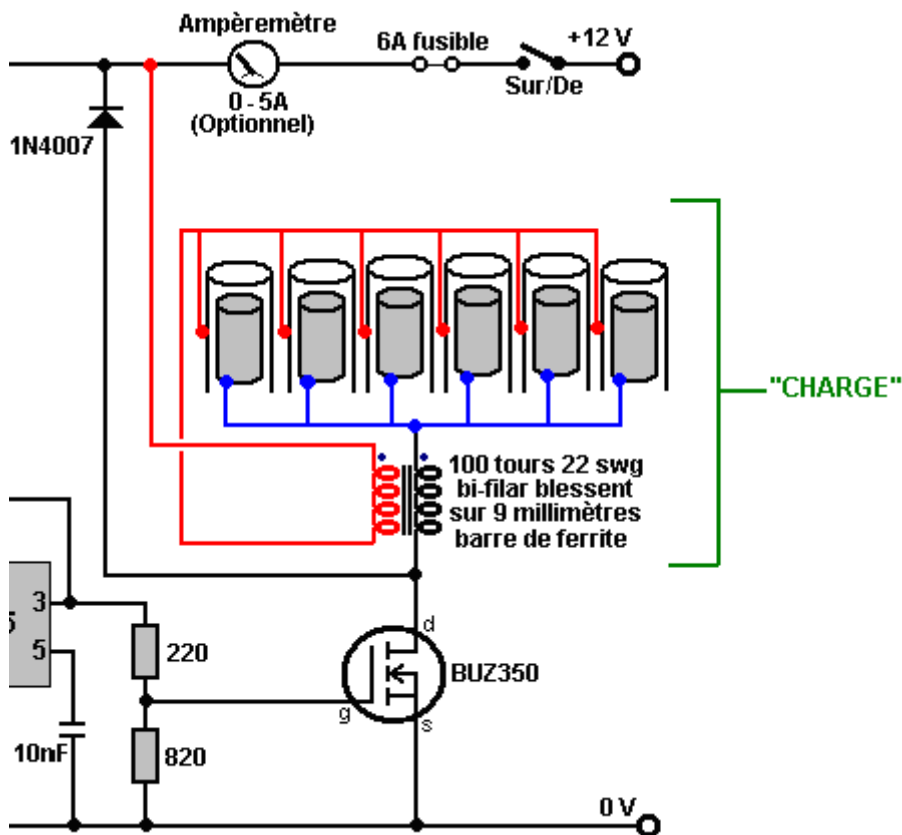 Ampèremètre
6A fusible
+12 V
Sur/De
0 - 5A
(Optionnel)
1N4007
"CHARGE"
100 tours 22 swg
bi-filar blessent
sur 9 millimètres
barre de ferrite
3
5
220
d
BUZ350
g
s
10nF
820
0 V